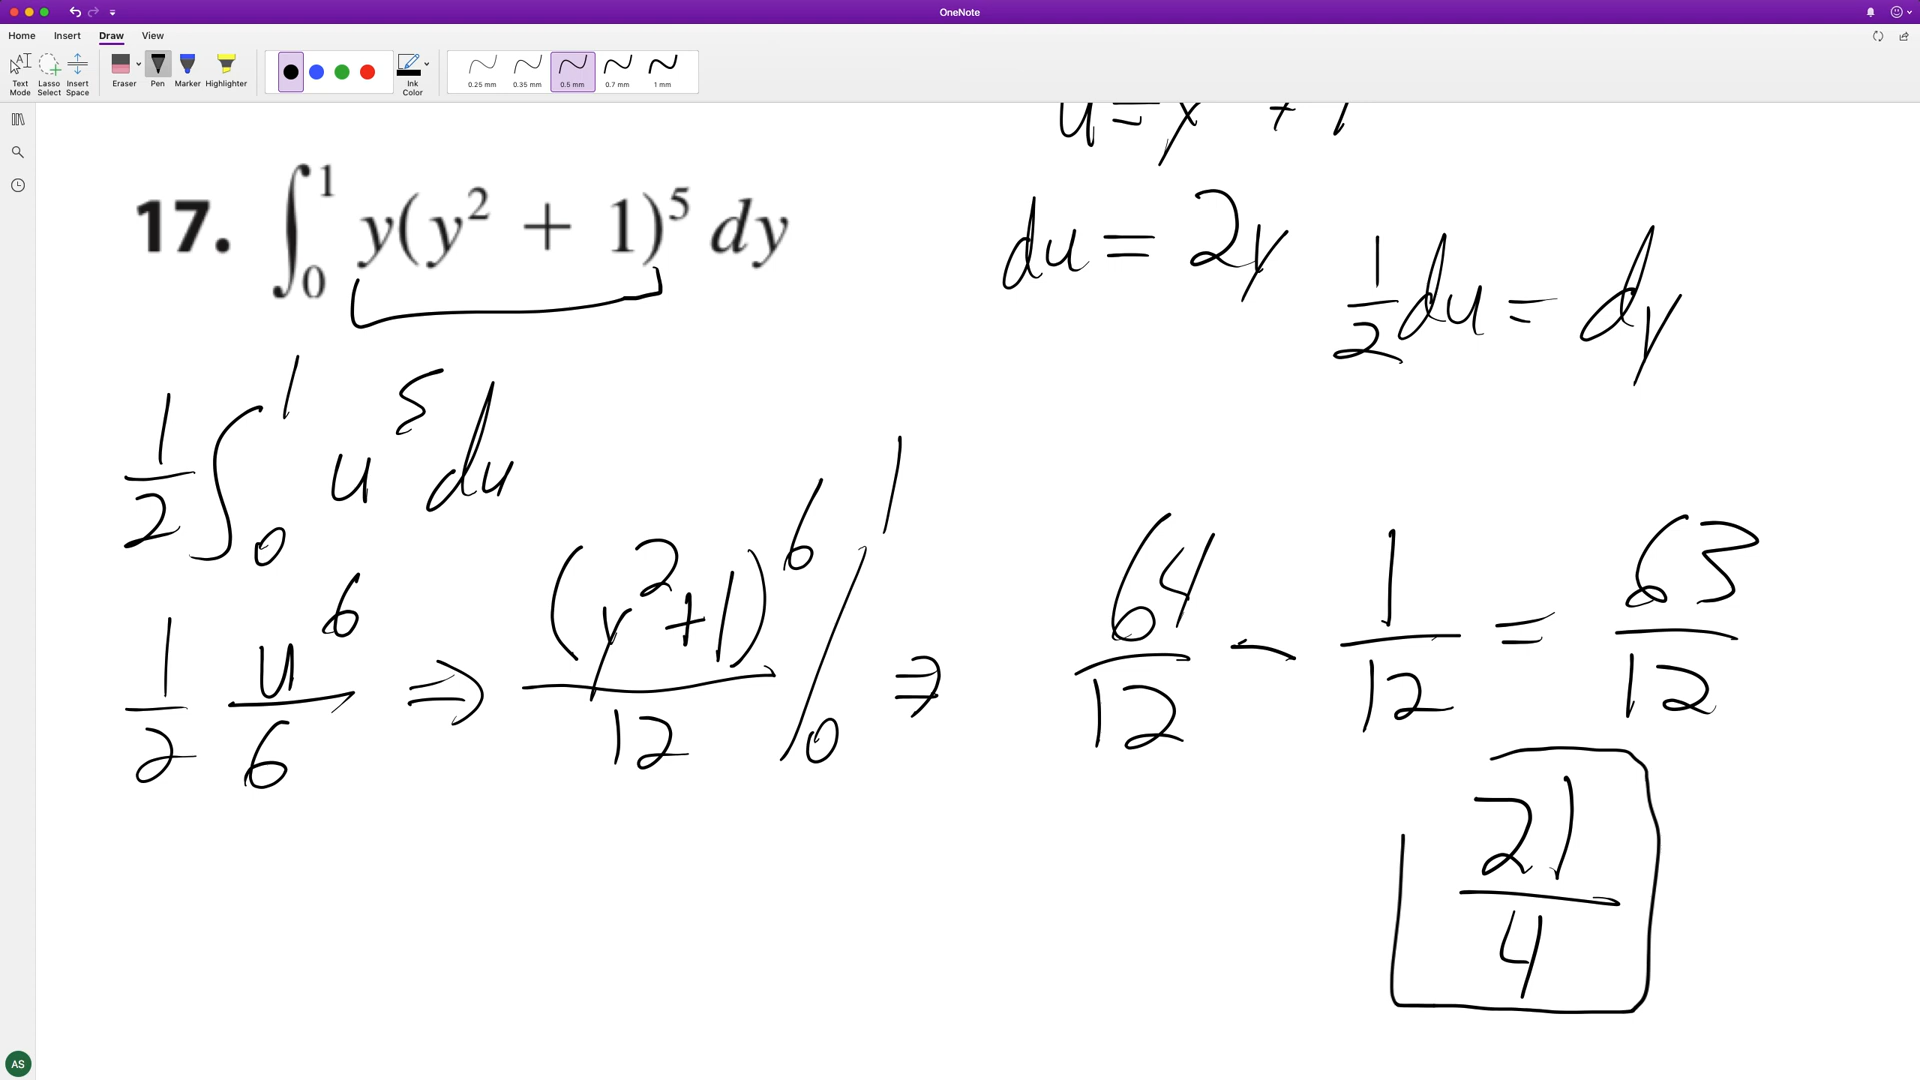 OneNote
Home Insert Draw View
Text Mode Lasso Select Insert Space Eraser Pen Marker Highlighter Ink Color 0.25 mm 0.35 mm 0.5 mm 0.7 mm 1 mm
u = y + 1
17. ∫₀¹ y(y² + 1)⁵ dy
du = 2y
1/2 du = dy
1/2 ∫₀¹ u⁵ du
1/2 u⁶/6 ⇒ (y²+1)⁶/12 /₀¹ ⇒ 64/12 − 1/12 = 63/12
21/4
AS